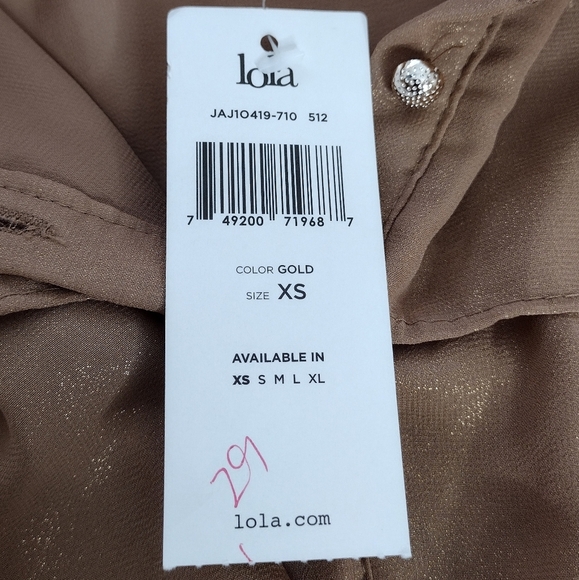 lola
JAJ10419-710 512
7 49200 71968 7
COLOR GOLD
SIZE XS
AVAILABLE IN
XS S M L XL
291
lola.com